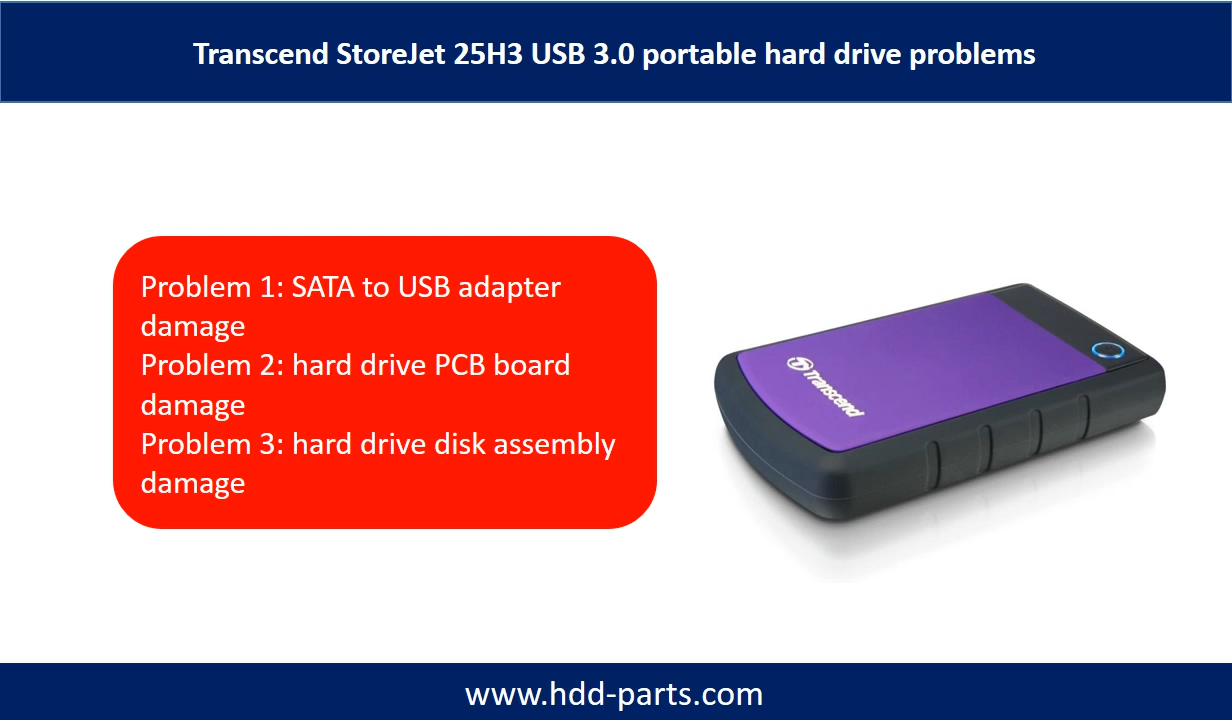 Transcend StoreJet 25H3 USB 3.0 portable hard drive problems
Problem 1: SATA to USB adapter
damage
Problem 2: hard drive PCB board
damage
Problem 3: hard drive disk assembly
damage
Transcend
www.hdd-parts.com